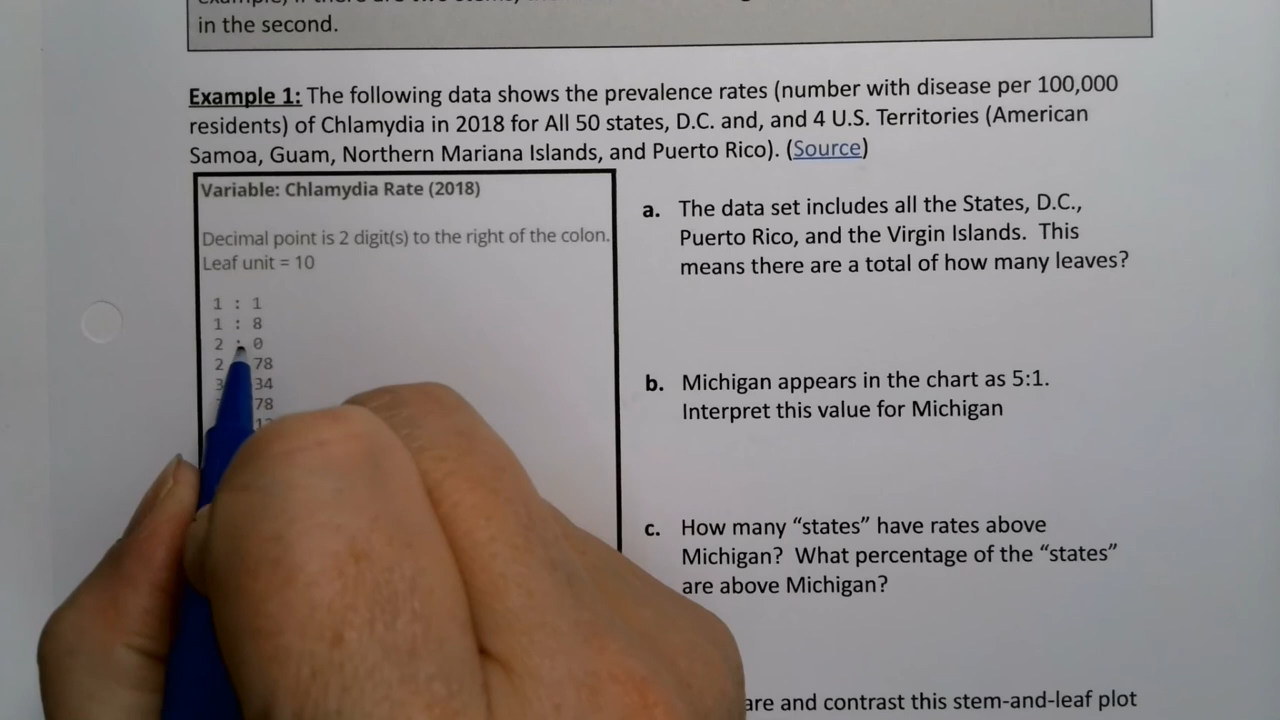 in the second.
Example 1: The following data shows the prevalence rates (number with disease per 100,000
residents) of Chlamydia in 2018 for All 50 states, D.C. and, and 4 U.S. Territories (American
Samoa, Guam, Northern Mariana Islands, and Puerto Rico). (Source)
Variable: Chlamydia Rate (2018)
Decimal point is 2 digit(s) to the right of the colon.
Leaf unit = 10
1 : 1
1 : 8
2 : 0
2 78
3 34
78
a. The data set includes all the States, D.C.,
Puerto Rico, and the Virgin Islands. This
means there are a total of how many leaves?
b. Michigan appears in the chart as 5:1.
Interpret this value for Michigan
c. How many “states” have rates above
Michigan? What percentage of the “states”
are above Michigan?
and contrast this stem-and-leaf plot